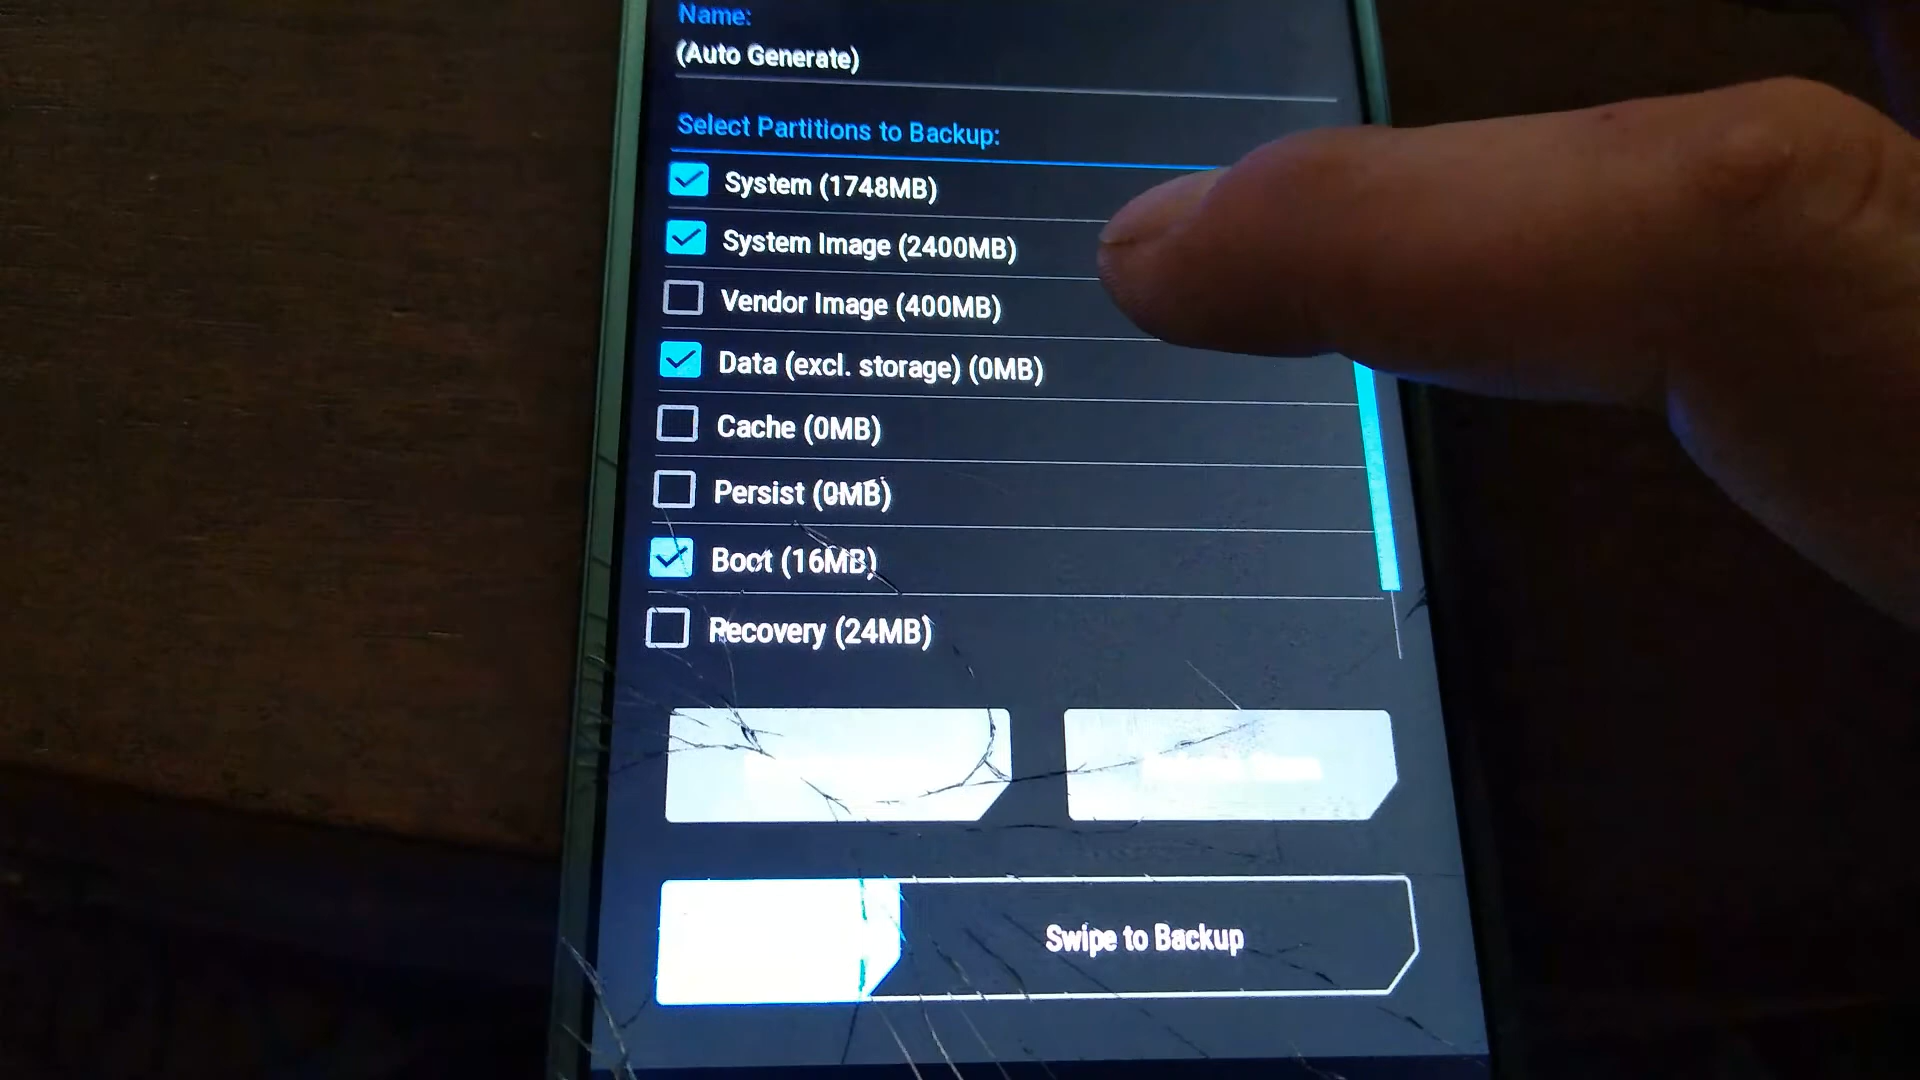 Name:
(Auto Generate)
Select Partitions to Backup:
System (1748MB)
System Image (2400MB)
Vendor Image (400MB)
Data (excl. storage) (0MB)
Cache (0MB)
Persist (0MB)
Boot (16MB)
Recovery (24MB)
Swipe to Backup